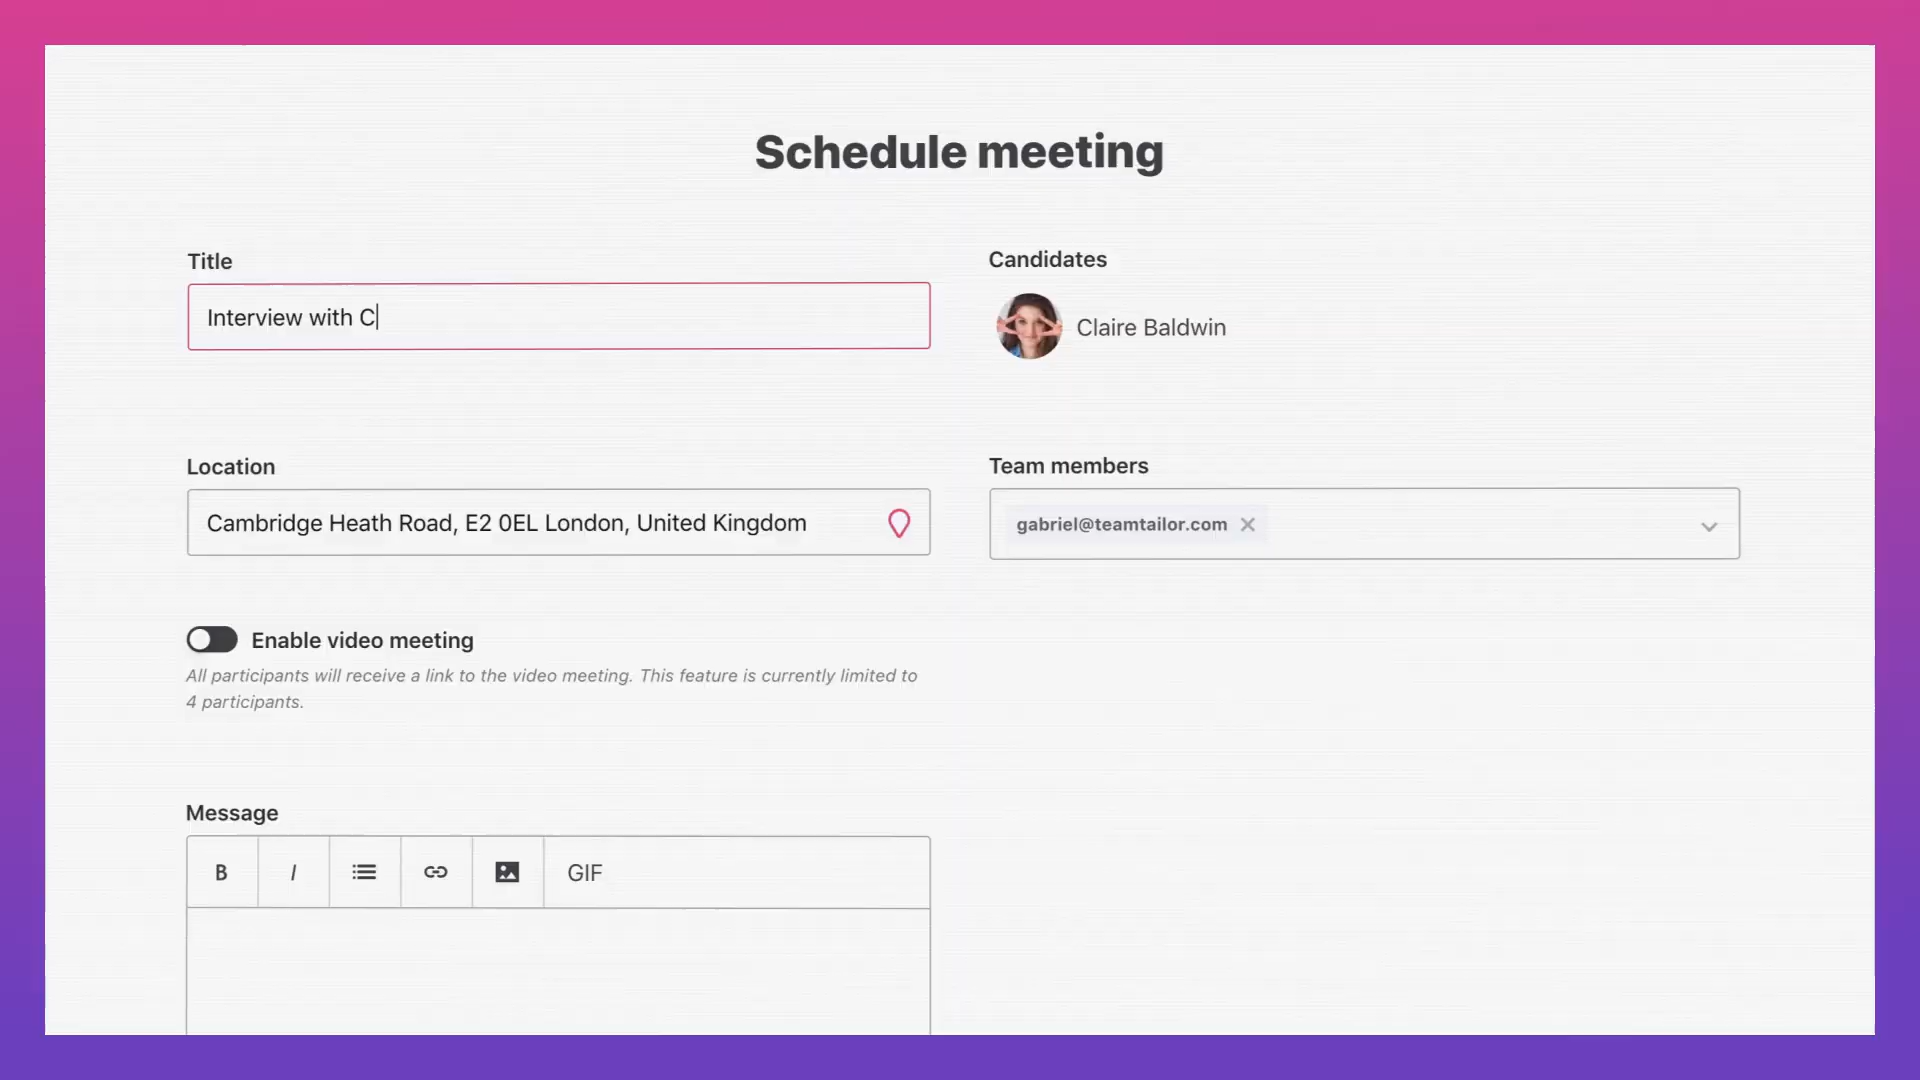 Schedule meeting
Title
Interview with C
Candidates
Claire Baldwin
Location
Cambridge Heath Road, E2 0EL London, United Kingdom
Team members
gabriel@teamtailor.com
Enable video meeting
All participants will receive a link to the video meeting. This feature is currently limited to
4 participants.
Message
B I GIF